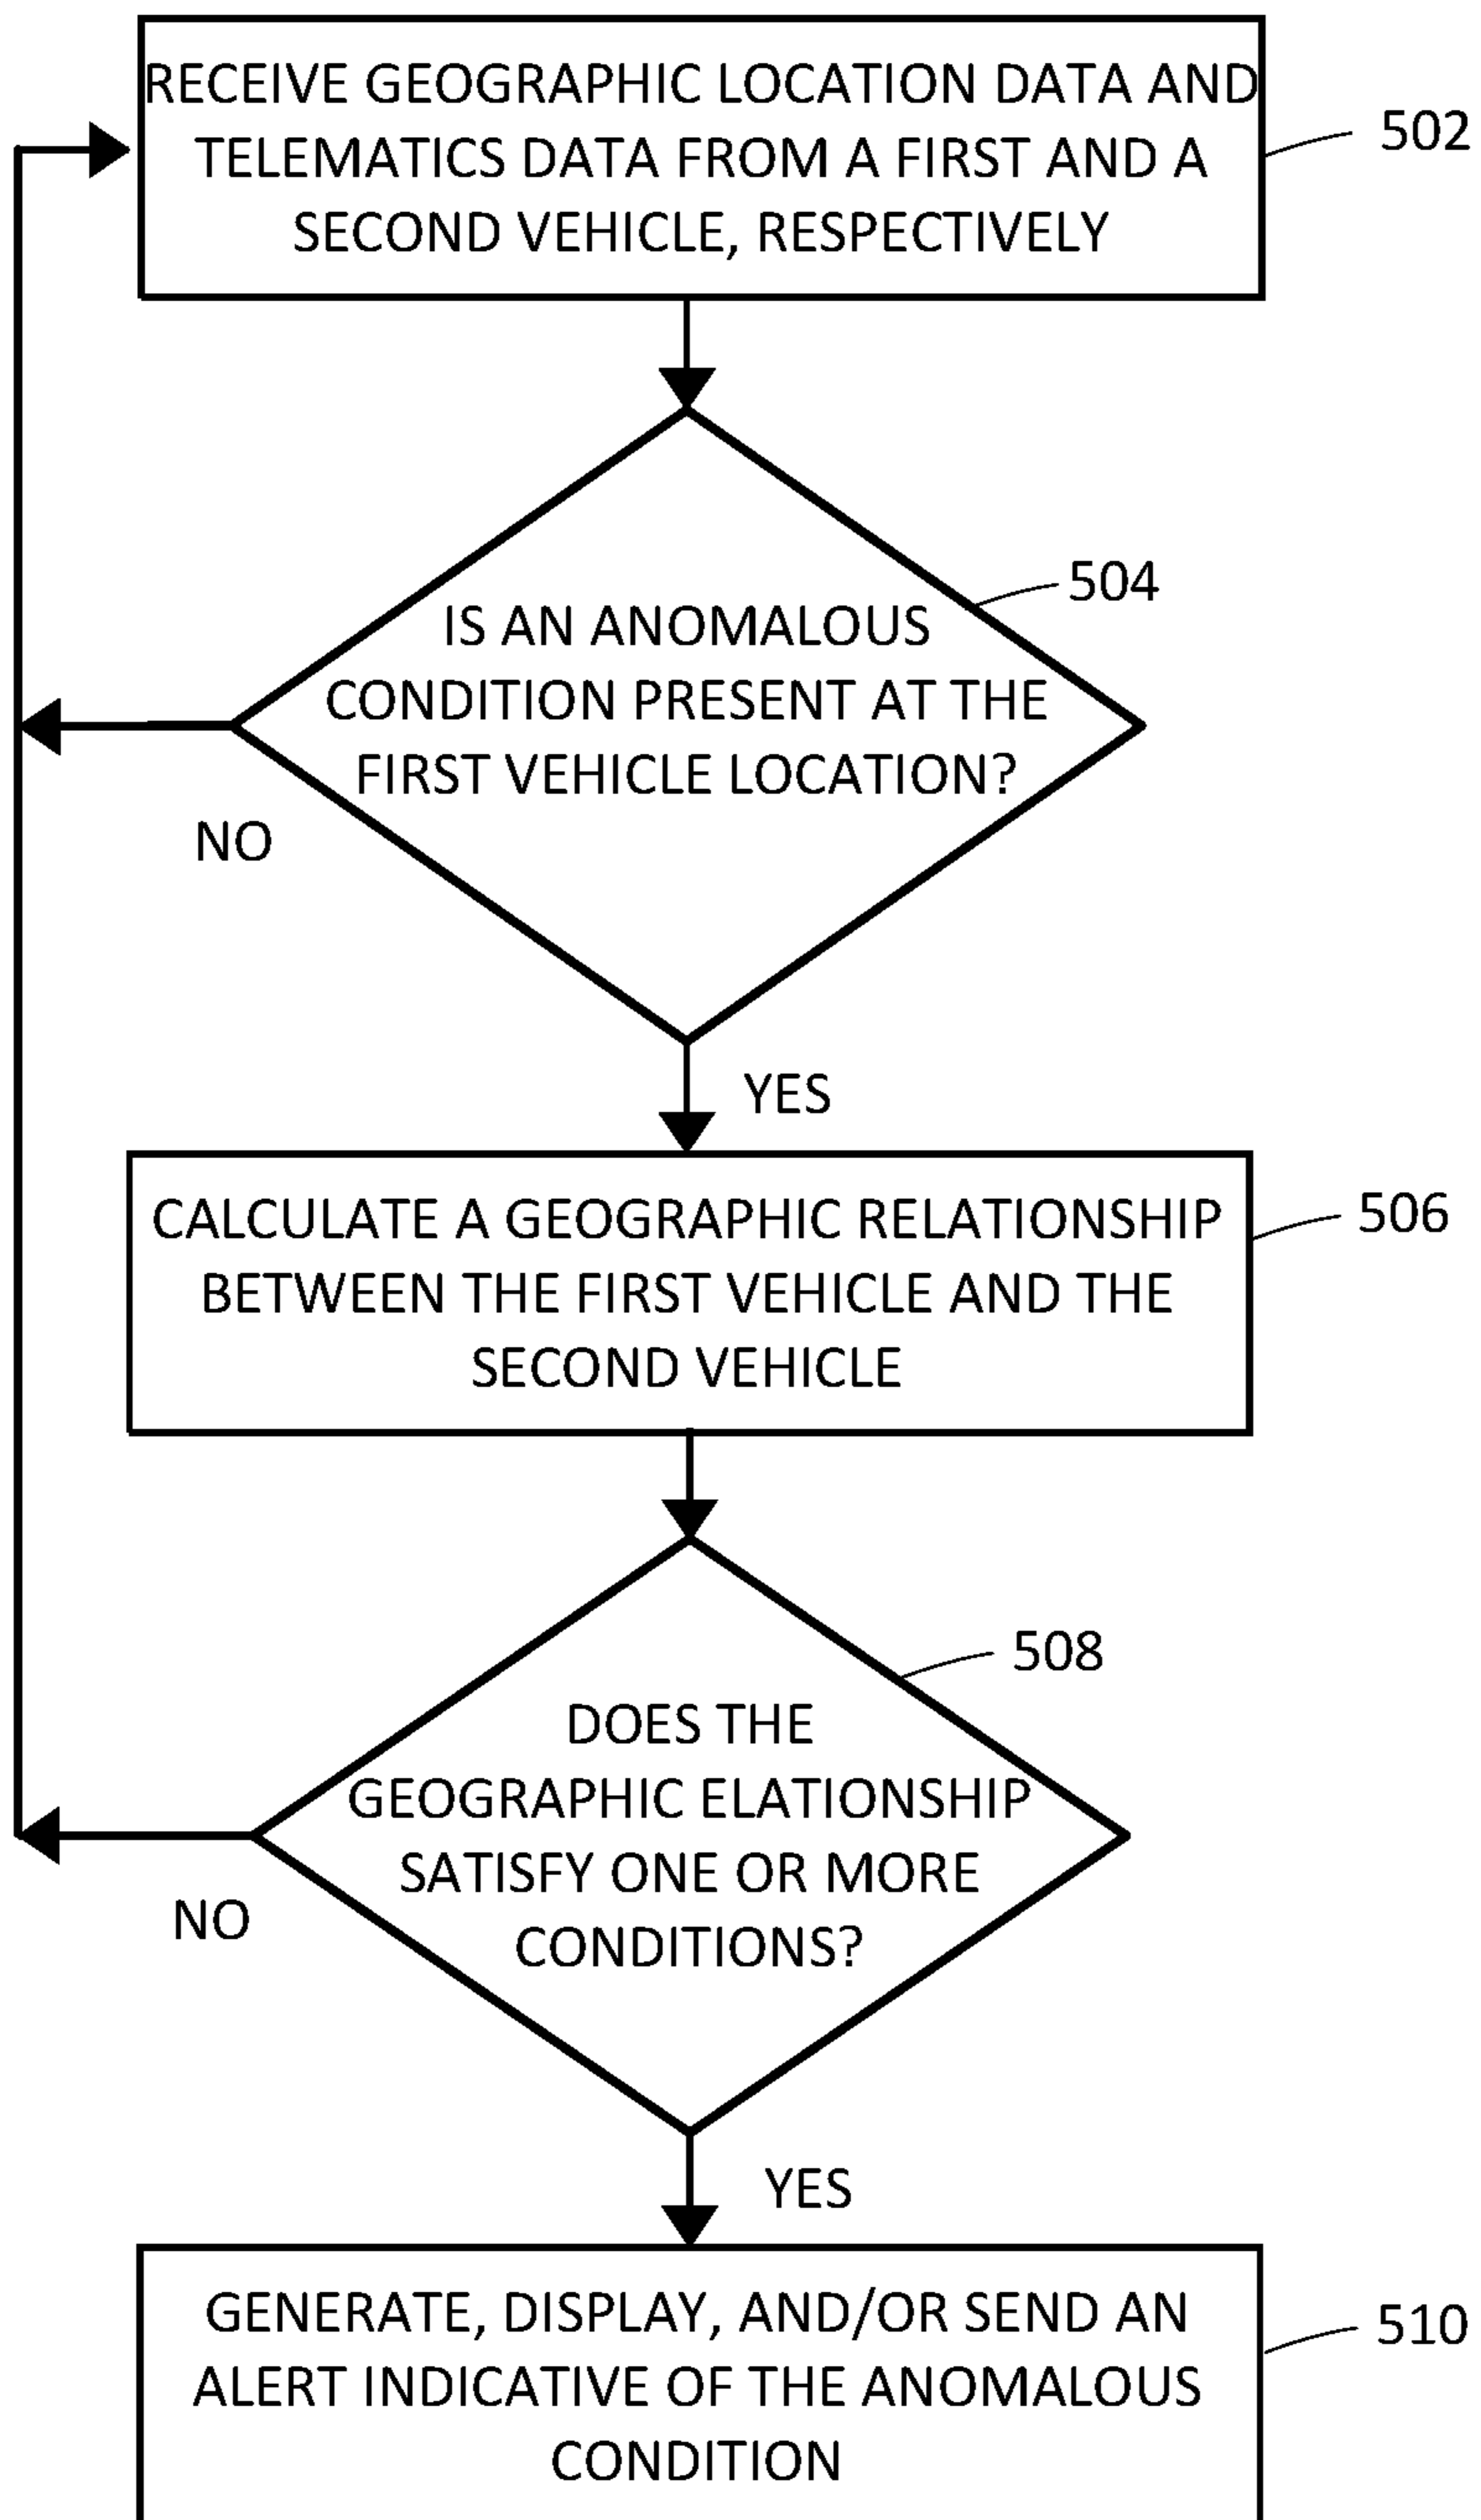 RECEIVE GEOGRAPHIC LOCATION DATA AND
TELEMATICS DATA FROM A FIRST AND A
SECOND VEHICLE, RESPECTIVELY
502
504
IS AN ANOMALOUS
CONDITION PRESENT AT THE
FIRST VEHICLE LOCATION?
NO
YES
CALCULATE A GEOGRAPHIC RELATIONSHIP
BETWEEN THE FIRST VEHICLE AND THE
SECOND VEHICLE
506
508
DOES THE
GEOGRAPHIC ELATIONSHIP
SATISFY ONE OR MORE
CONDITIONS?
NO
YES
GENERATE, DISPLAY, AND/OR SEND AN
ALERT INDICATIVE OF THE ANOMALOUS
CONDITION
510